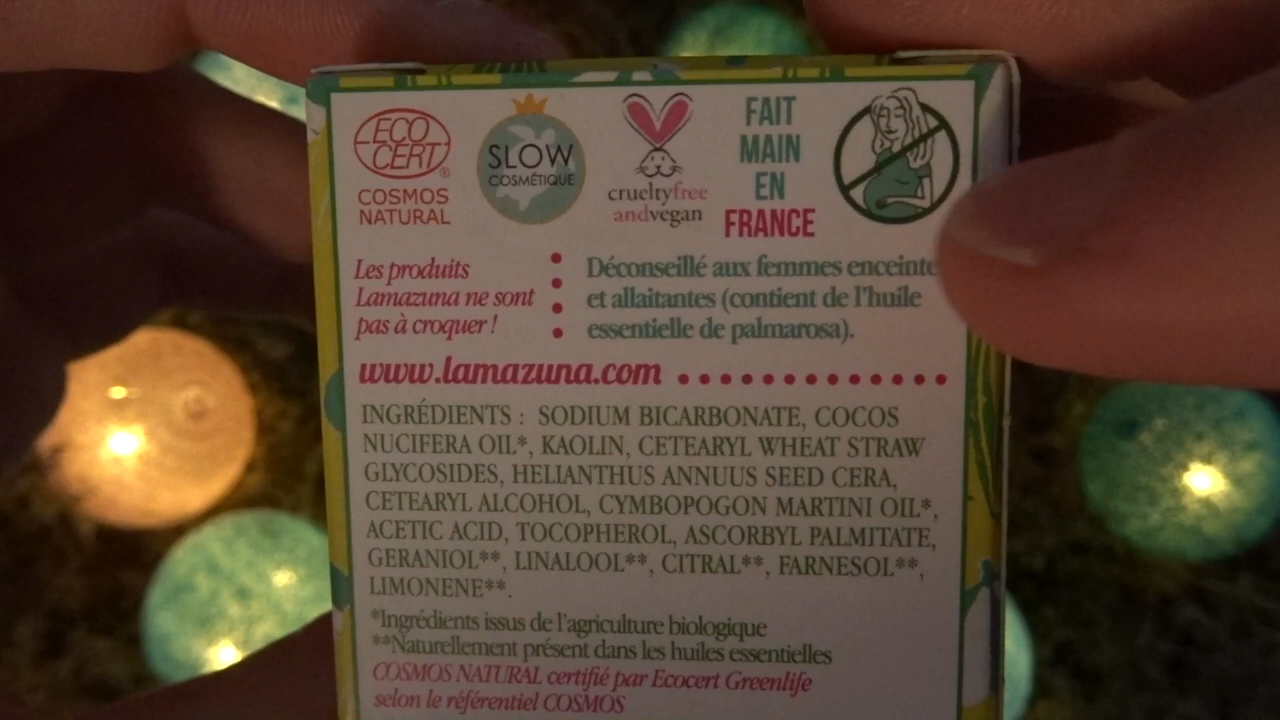 ECO
CERT®
COSMOS
NATURAL
SLOW
COSMÉTIQUE
crueltyfree
andvegan
FAIT
MAIN
EN
FRANCE
Les produits
Lamazuna ne sont
pas à croquer !
Déconseillé aux femmes enceinte
et allaitantes (contient de l'huile
essentielle de palmarosa).
www.lamazuna.com
INGRÉDIENTS : SODIUM BICARBONATE, COCOS
NUCIFERA OIL*, KAOLIN, CETEARYL WHEAT STRAW
GLYCOSIDES, HELIANTHUS ANNUUS SEED CERA,
CETEARYL ALCOHOL, CYMBOPOGON MARTINI OIL*,
ACETIC ACID, TOCOPHEROL, ASCORBYL PALMITATE,
GERANIOL**, LINALOOL**, CITRAL**, FARNESOL**,
LIMONENE**.
*Ingrédients issus de l'agriculture biologique
**Naturellement présent dans les huiles essentielles
COSMOS NATURAL certifié par Ecocert Greenlife
selon le référentiel COSMOS